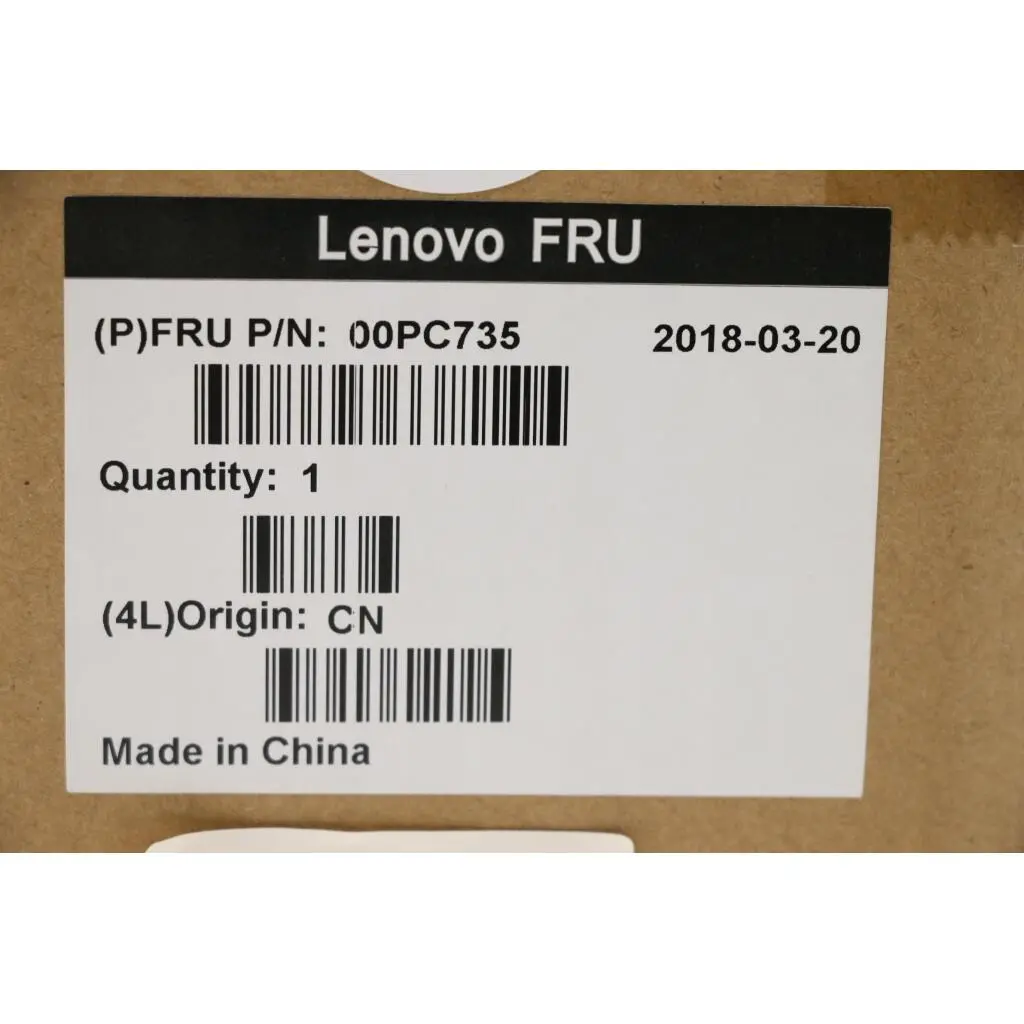 Lenovo FRU
(P)FRU P/N: 00PC735 2018-03-20
Quantity: 1
(4L)Origin: CN
Made in China